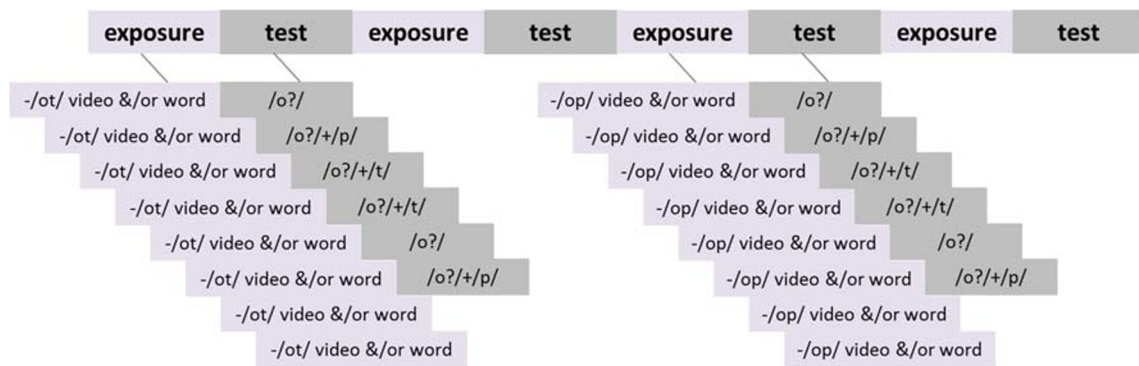 exposure test exposure test exposure test exposure test
-/ot/ video &/or word /o?/ -/op/ video &/or word /o?/
-/ot/ video &/or word /o?/+/p/ -/op/ video &/or word /o?/+/p/
-/ot/ video &/or word /o?/+/t/ -/op/ video &/or word /o?/+/t/
-/ot/ video &/or word /o?/+/t/ -/op/ video &/or word /o?/+/t/
-/ot/ video &/or word /o?/ -/op/ video &/or word /o?/
-/ot/ video &/or word /o?/+/p/ -/op/ video &/or word /o?/+/p/
-/ot/ video &/or word -/op/ video &/or word
-/ot/ video &/or word -/op/ video &/or word